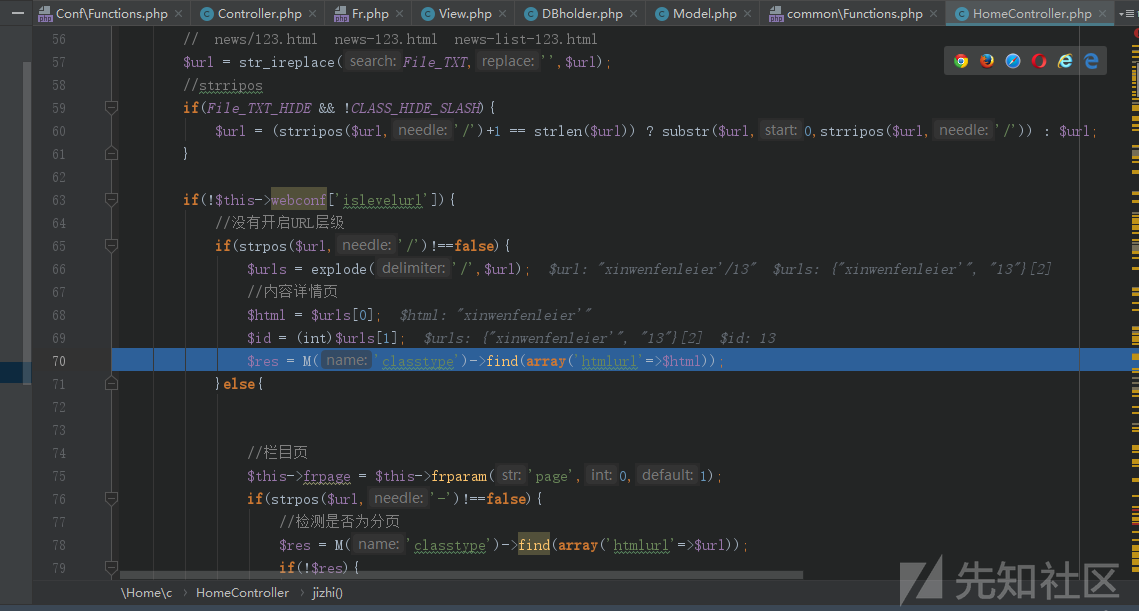 Conf\Functions.php × Controller.php × Fr.php × View.php × DBholder.php × Model.php × common\Functions.php × HomeController.php ×
56 // news/123.html news-123.html news-list-123.html
57 $url = str_ireplace( search: File_TXT, replace: '',$url);
58 //strripos
59 if(File_TXT_HIDE && !CLASS_HIDE_SLASH){
60 $url = (strripos($url, needle: '/')+1 == strlen($url)) ? substr($url, start: 0,strripos($url, needle: '/')) : $url;
61 }
62
63 if(!$this->webconf['islevelurl']){
64 //没有开启URL层级
65 if(strpos($url, needle: '/')!==false){
66 $urls = explode( delimiter: '/',$url); $url: "xinwenfenleier'/13" $urls: {"xinwenfenleier'", "13"}[2]
67 //内容详情页
68 $html = $urls[0]; $html: "xinwenfenleier'"
69 $id = (int)$urls[1]; $urls: {"xinwenfenleier'", "13"}[2] $id: 13
70 $res = M( name: 'classtype')->find(array('htmlurl'=>$html));
71 }else{
72
73
74 //栏目页
75 $this->frpage = $this->frparam( str: 'page', int: 0, default: 1);
76 if(strpos($url, needle: '-')!==false){
77 //检测是否为分页
78 $res = M( name: 'classtype')->find(array('htmlurl'=>$url));
79 if(!$res){
\Home\c › HomeController › jizhi()
先知社区